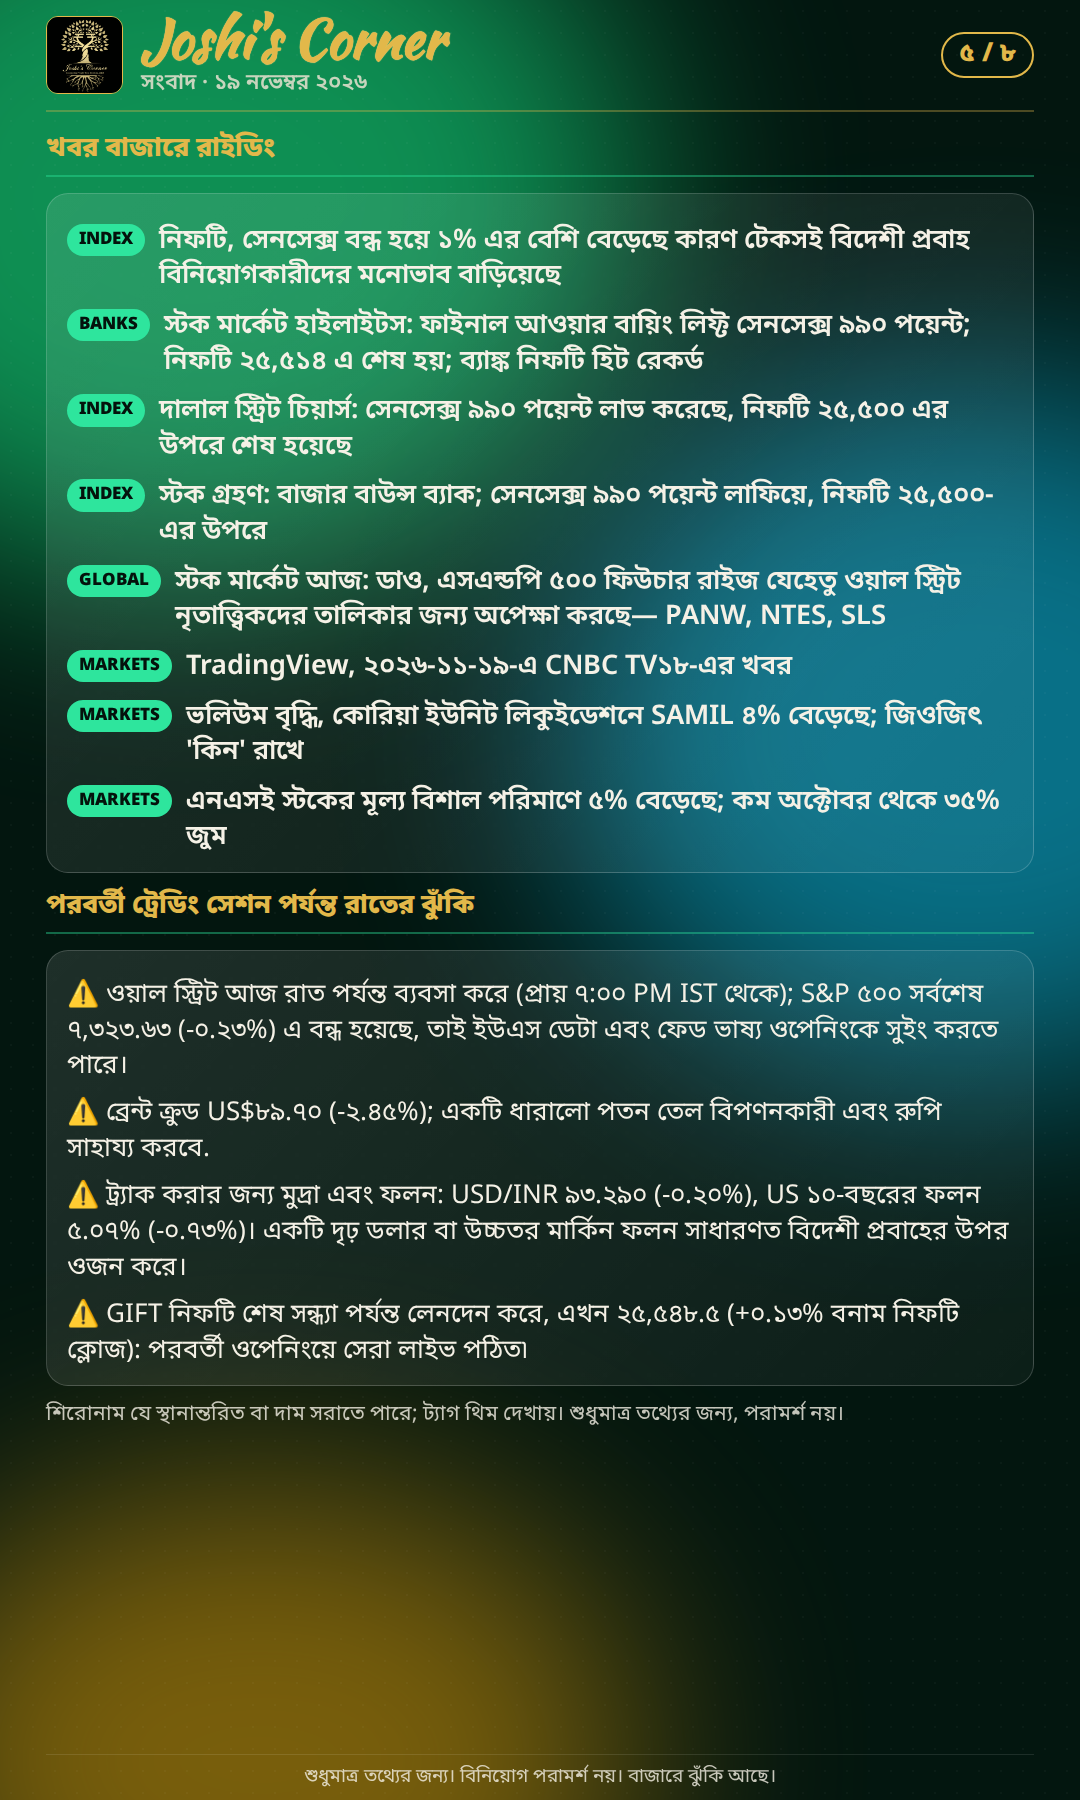 Joshi's Corner
সংবাদ · ১৯ নভেম্বর ২০২৬
৫ / ৮
খবর বাজারে রাইডিং
INDEX নিফটি, সেনসেক্স বন্ধ হয়ে ১% এর বেশি বেড়েছে কারণ টেকসই বিদেশী প্রবাহ
বিনিয়োগকারীদের মনোভাব বাড়িয়েছে
BANKS স্টক মার্কেট হাইলাইটস: ফাইনাল আওয়ার বায়িং লিফ্ট সেনসেক্স ৯৯০ পয়েন্ট;
নিফটি ২৫,৫১৪ এ শেষ হয়; ব্যাঙ্ক নিফটি হিট রেকর্ড
INDEX দালাল স্ট্রিট চিয়ার্স: সেনসেক্স ৯৯০ পয়েন্ট লাভ করেছে, নিফটি ২৫,৫০০ এর
উপরে শেষ হয়েছে
INDEX স্টক গ্রহণ: বাজার বাউন্স ব্যাক; সেনসেক্স ৯৯০ পয়েন্ট লাফিয়ে, নিফটি ২৫,৫০০-
এর উপরে
GLOBAL স্টক মার্কেট আজ: ডাও, এসএন্ডপি ৫০০ ফিউচার রাইজ যেহেতু ওয়াল স্ট্রিট
নৃতাত্ত্বিকদের তালিকার জন্য অপেক্ষা করছে— PANW, NTES, SLS
MARKETS TradingView, ২০২৬-১১-১৯-এ CNBC TV১৮-এর খবর
MARKETS ভলিউম বৃদ্ধি, কোরিয়া ইউনিট লিকুইডেশনে SAMIL ৪% বেড়েছে; জিওজিৎ
'কিন' রাখে
MARKETS এনএসই স্টকের মূল্য বিশাল পরিমাণে ৫% বেড়েছে; কম অক্টোবর থেকে ৩৫%
জুম
পরবর্তী ট্রেডিং সেশন পর্যন্ত রাতের ঝুঁকি
⚠️ ওয়াল স্ট্রিট আজ রাত পর্যন্ত ব্যবসা করে (প্রায় ৭:০০ PM IST থেকে); S&P ৫০০ সর্বশেষ
৭,৩২৩.৬৩ (-০.২৩%) এ বন্ধ হয়েছে, তাই ইউএস ডেটা এবং ফেড ভাষ্য ওপেনিংকে সুইং করতে
পারে।
⚠️ ব্রেন্ট ক্রুড US$৮৯.৭০ (-২.৪৫%); একটি ধারালো পতন তেল বিপণনকারী এবং রুপি
সাহায্য করবে.
⚠️ ট্র্যাক করার জন্য মুদ্রা এবং ফলন: USD/INR ৯৩.২৯০ (-০.২০%), US ১০-বছরের ফলন
৫.০৭% (-০.৭৩%)। একটি দৃঢ় ডলার বা উচ্চতর মার্কিন ফলন সাধারণত বিদেশী প্রবাহের উপর
ওজন করে।
⚠️ GIFT নিফটি শেষ সন্ধ্যা পর্যন্ত লেনদেন করে, এখন ২৫,৫৪৮.৫ (+০.১৩% বনাম নিফটি
ক্লোজ): পরবর্তী ওপেনিংয়ে সেরা লাইভ পঠিত৷
শিরোনাম যে স্থানান্তরিত বা দাম সরাতে পারে; ট্যাগ থিম দেখায়। শুধুমাত্র তথ্যের জন্য, পরামর্শ নয়।
শুধুমাত্র তথ্যের জন্য। বিনিয়োগ পরামর্শ নয়। বাজারে ঝুঁকি আছে।